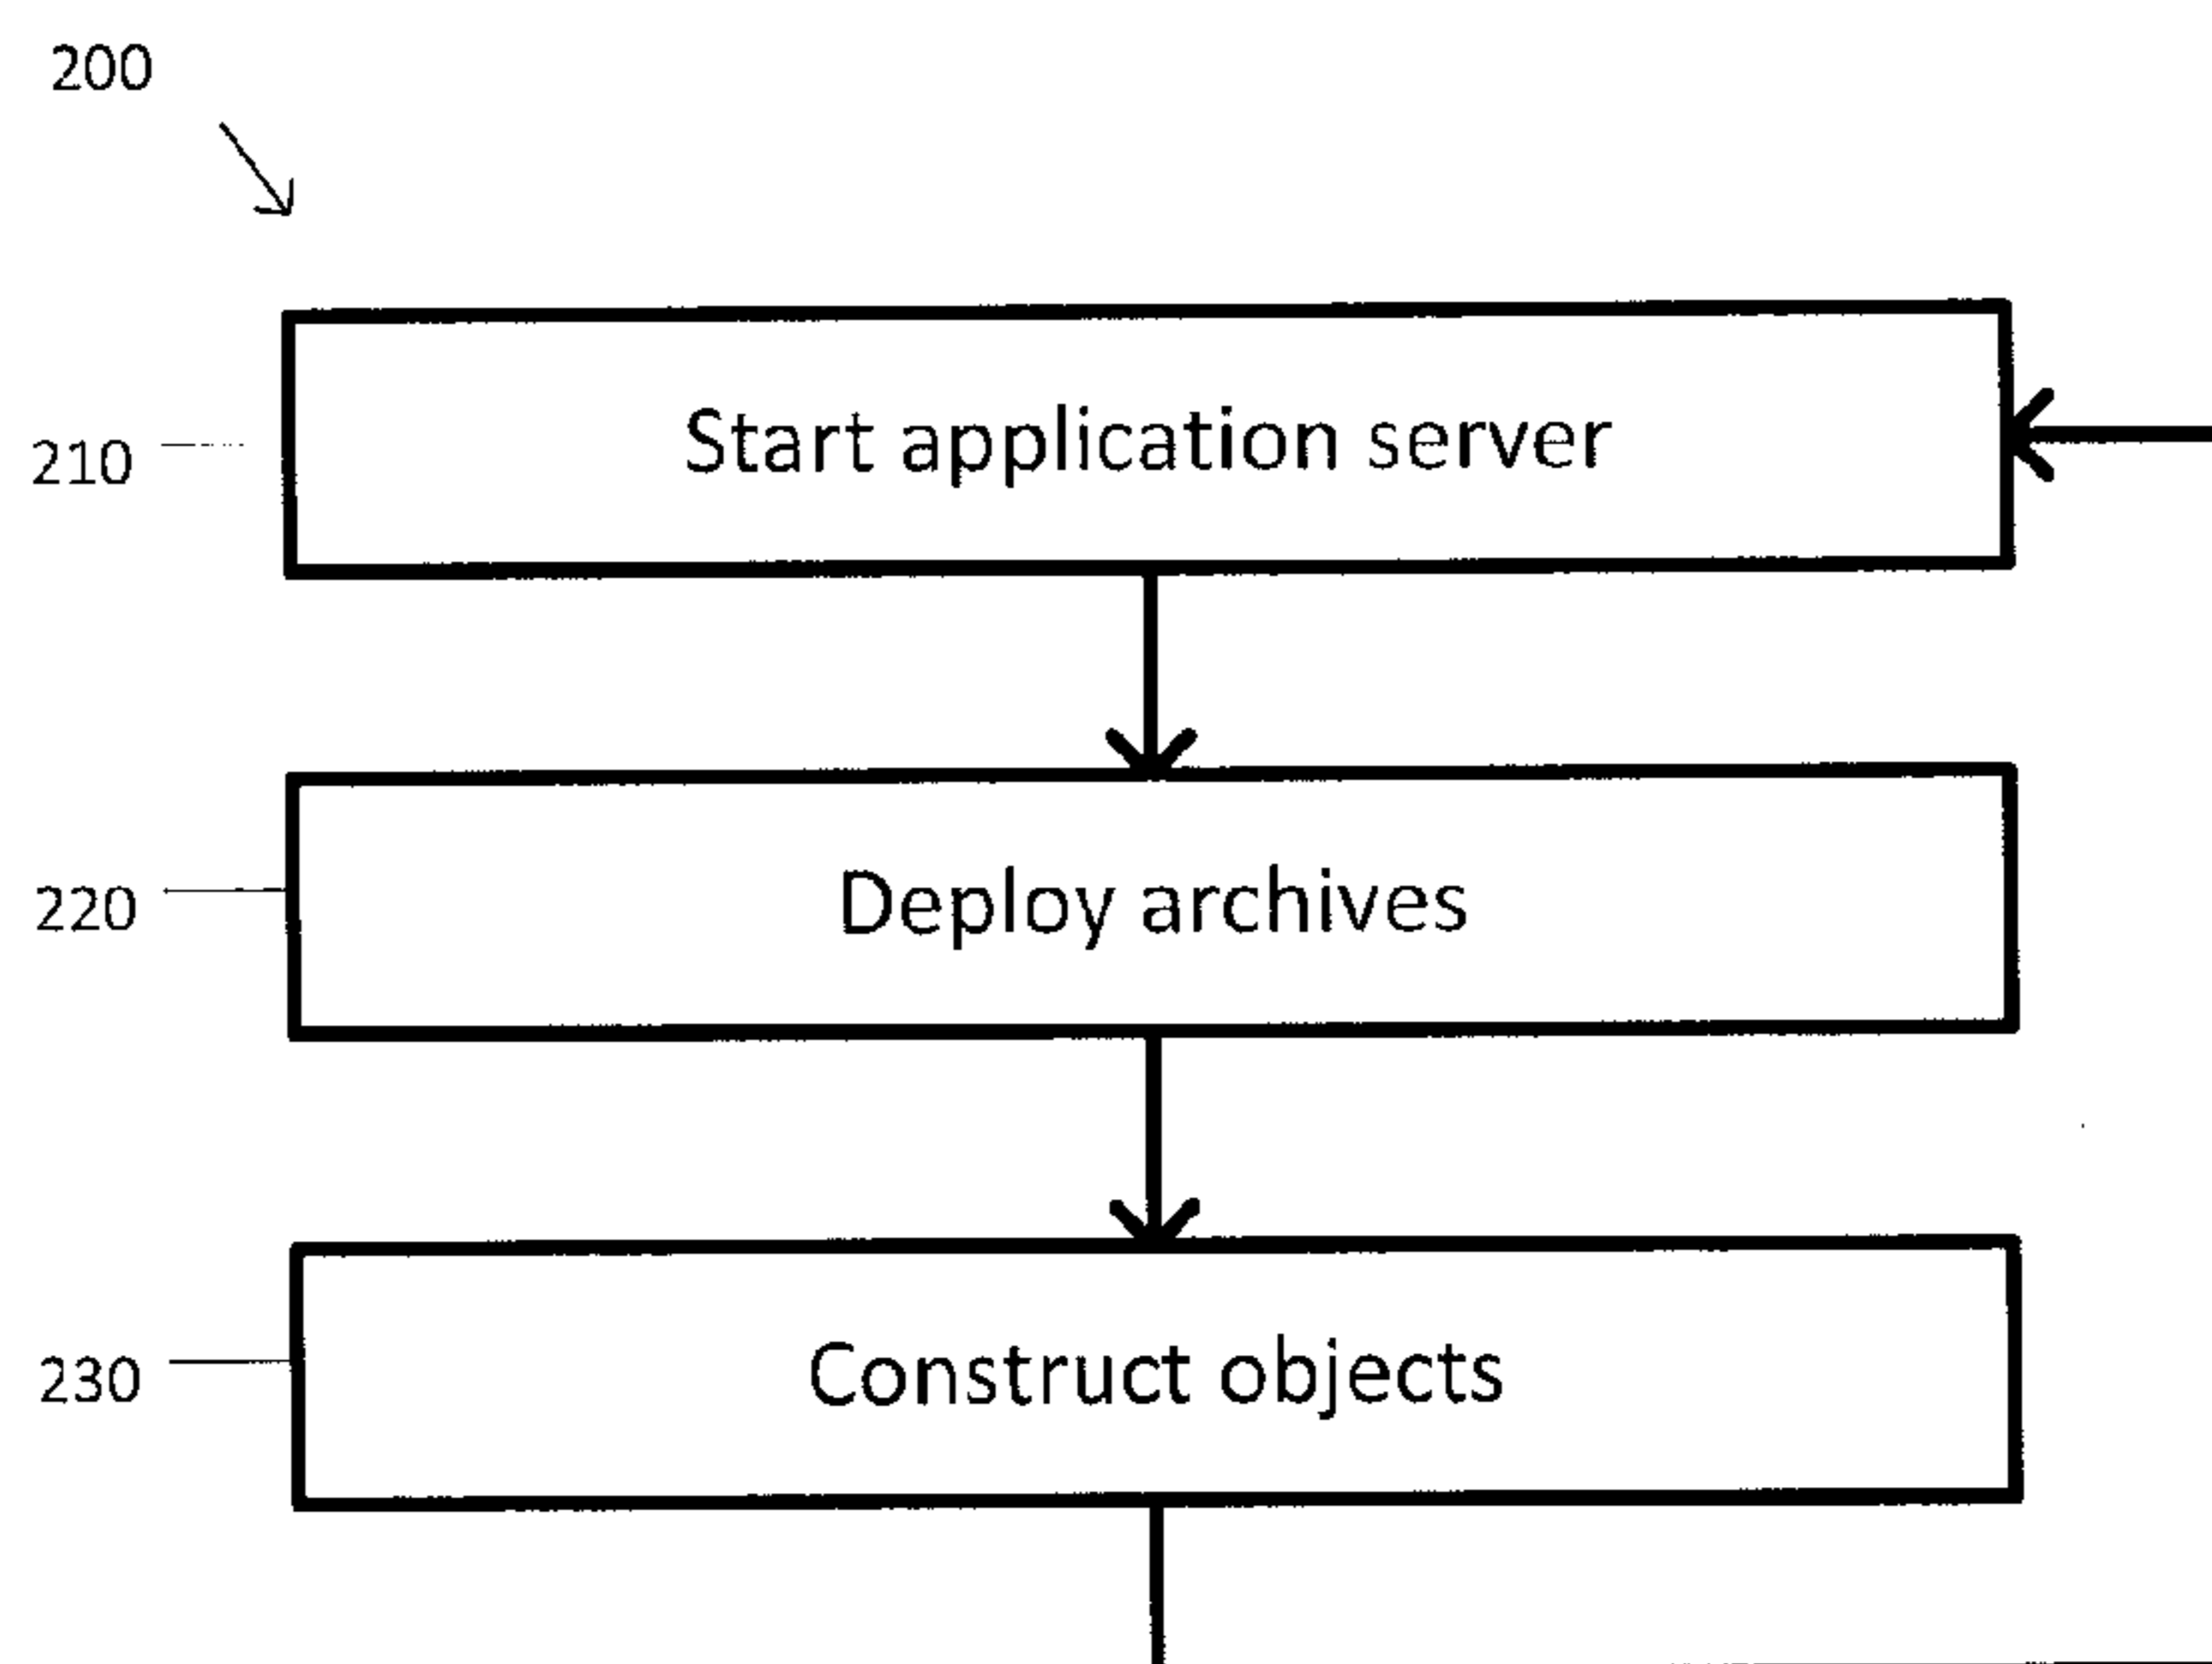 200
210
Start application server
220
Deploy archives
230
Construct objects